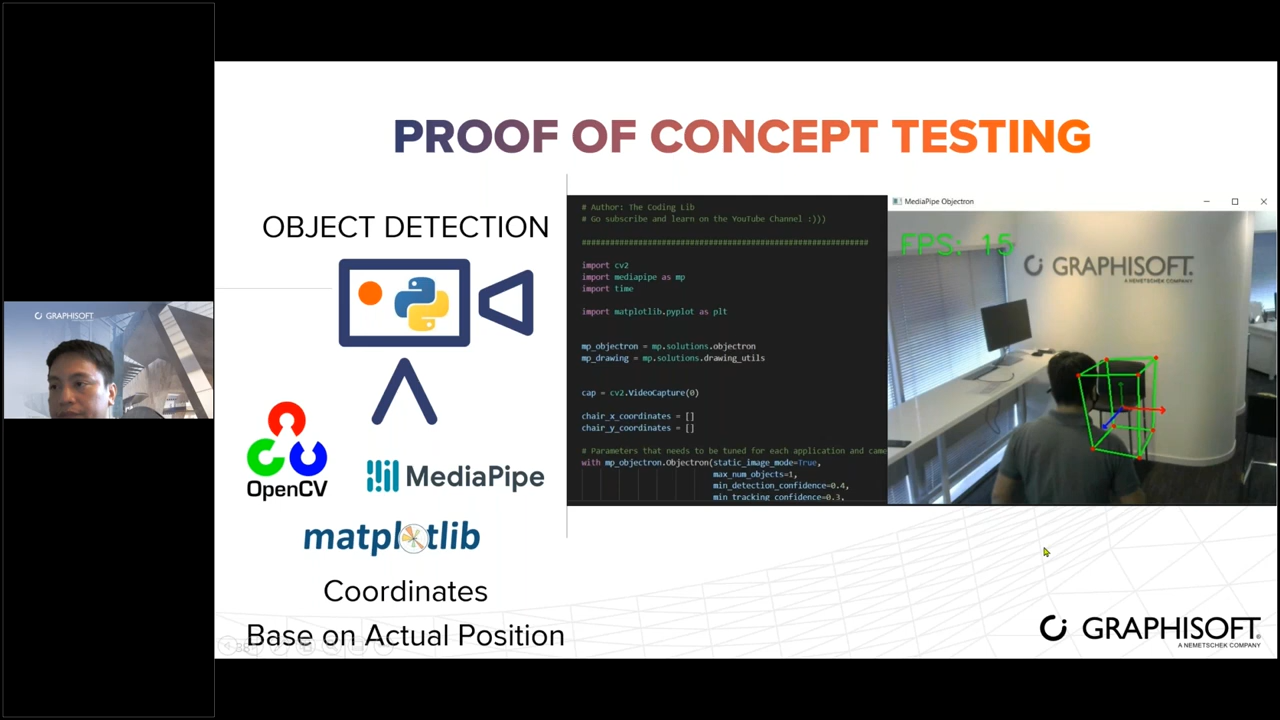 PROOF OF CONCEPT TESTING
OBJECT DETECTION
OpenCV
MediaPipe
matplotlib
Coordinates
Base on Actual Position
# Author: The Coding Lib
# Go subscribe and learn on the YouTube Channel :)))
##############################################################
import cv2
import mediapipe as mp
import time
import matplotlib.pyplot as plt
mp_objectron = mp.solutions.objectron
mp_drawing = mp.solutions.drawing_utils
cap = cv2.VideoCapture(0)
chair_x_coordinates = []
chair_y_coordinates = []
# Parameters that needs to be tuned for each application and came
with mp_objectron.Objectron(static_image_mode=True,
max_num_objects=1,
min_detection_confidence=0.4,
min_tracking_confidence=0.3,
MediaPipe Objectron
FPS: 15
GRAPHISOFT.
A NEMETSCHEK COMPANY
GRAPHISOFT
GRAPHISOFT®
A NEMETSCHEK COMPANY
38